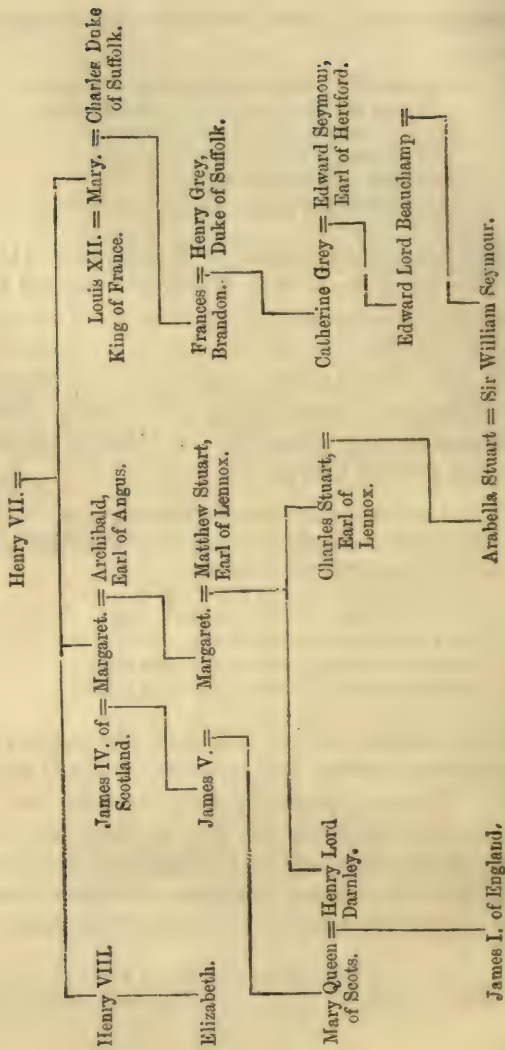 Henry VII. =
Henry VIII.
James IV. of = Margaret. = Archibald,
Scotland.
Earl of Angus.
Louis XII. = Mary. = Charles Duke
King of France.
of Suffolk.
Elizabeth.
James V. =
Margaret. = Matthew Stuart,
Earl of Lennox.
Frances = Henry Grey,
Brandon.
Duke of Suffolk.
Mary Queen = Henry Lord
of Scots.
Darnley.
Charles Stuart, =
Earl of
Lennox.
Catherine Grey = Edward Seymour,
Earl of Hertford.
Edward Lord Beauchamp =
James I. of England.
Arabella Stuart = Sir William Seymour.